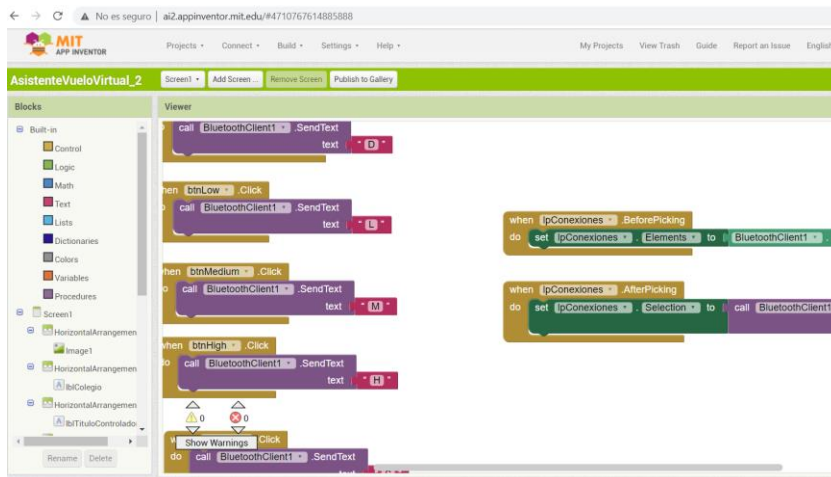 No es seguro | ai2.appinventor.mit.edu/#4710767614885888
MIT
APP INVENTOR
Projects Connect Build Settings Help My Projects View Trash Guide Report an Issue English
AsistenteVueloVirtual_2 Screen1 Add Screen ... Remove Screen Publish to Gallery
Blocks
Built-in
Control
Logic
Math
Text
Lists
Dictionaries
Colors
Variables
Procedures
Screen1
HorizontalArrangemen
Image1
HorizontalArrangemen
lblColegio
HorizontalArrangemen
lblTituloControlado
Rename Delete
Viewer
call BluetoothClient1 .SendText
text " D "
hen btnLow .Click
call BluetoothClient1 .SendText
text " L "
hen btnMedium .Click
o call BluetoothClient1 .SendText
text " M "
when btnHigh .Click
do call BluetoothClient1 .SendText
text " H "
0 0
Show Warnings
Click
do call BluetoothClient1 .SendText
text
when lpConexiones .BeforePicking
do set lpConexiones . Elements to BluetoothClient1 .
when lpConexiones .AfterPicking
do set lpConexiones . Selection to call BluetoothClient1